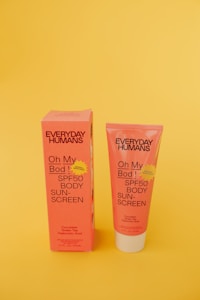 EVERYDAY
HUMANS
Oh My
Bod !
SPF50
BODY
SUN-
SCREEN
EVERYDAY
HUMANS
Oh My
Bod !
SPF50
BODY
SUN-
SCREEN